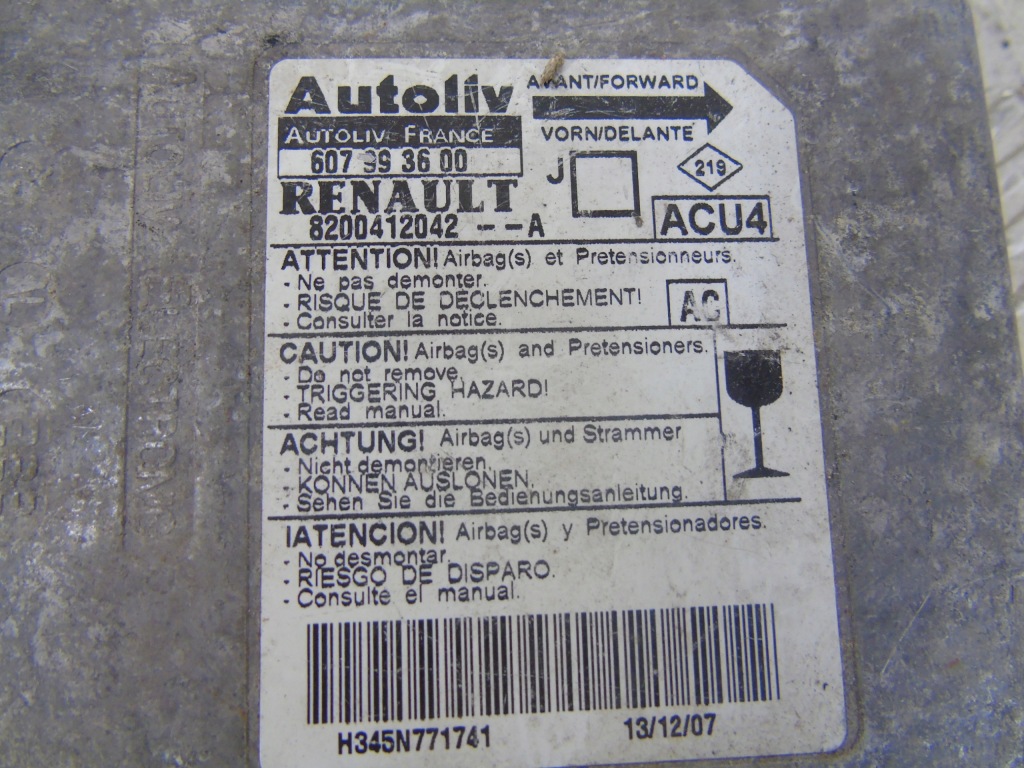 Autoliv
AVANT/FORWARD
AUTOLIV FRANCE
VORN/DELANTE
607 99 36 00
J
219
RENAULT
ACU4
8200412042 --A
ATTENTION! Airbag(s) et Pretensionneurs.
- Ne pas demonter.
- RISQUE DE DECLENCHEMENT!
- Consulter la notice.
AC
CAUTION! Airbag(s) and Pretensioners.
- Do not remove.
- TRIGGERING HAZARD!
- Read manual.
ACHTUNG! Airbag(s) und Strammer
- Nicht demontieren.
- KONNEN AUSLONEN.
- Sehen Sie die Bedienungsanleitung.
IATENCION! Airbag(s) y Pretensionadores.
- No desmontar.
- RIESGO DE DISPARO.
- Consulte el manual.
H345N771741
13/12/07